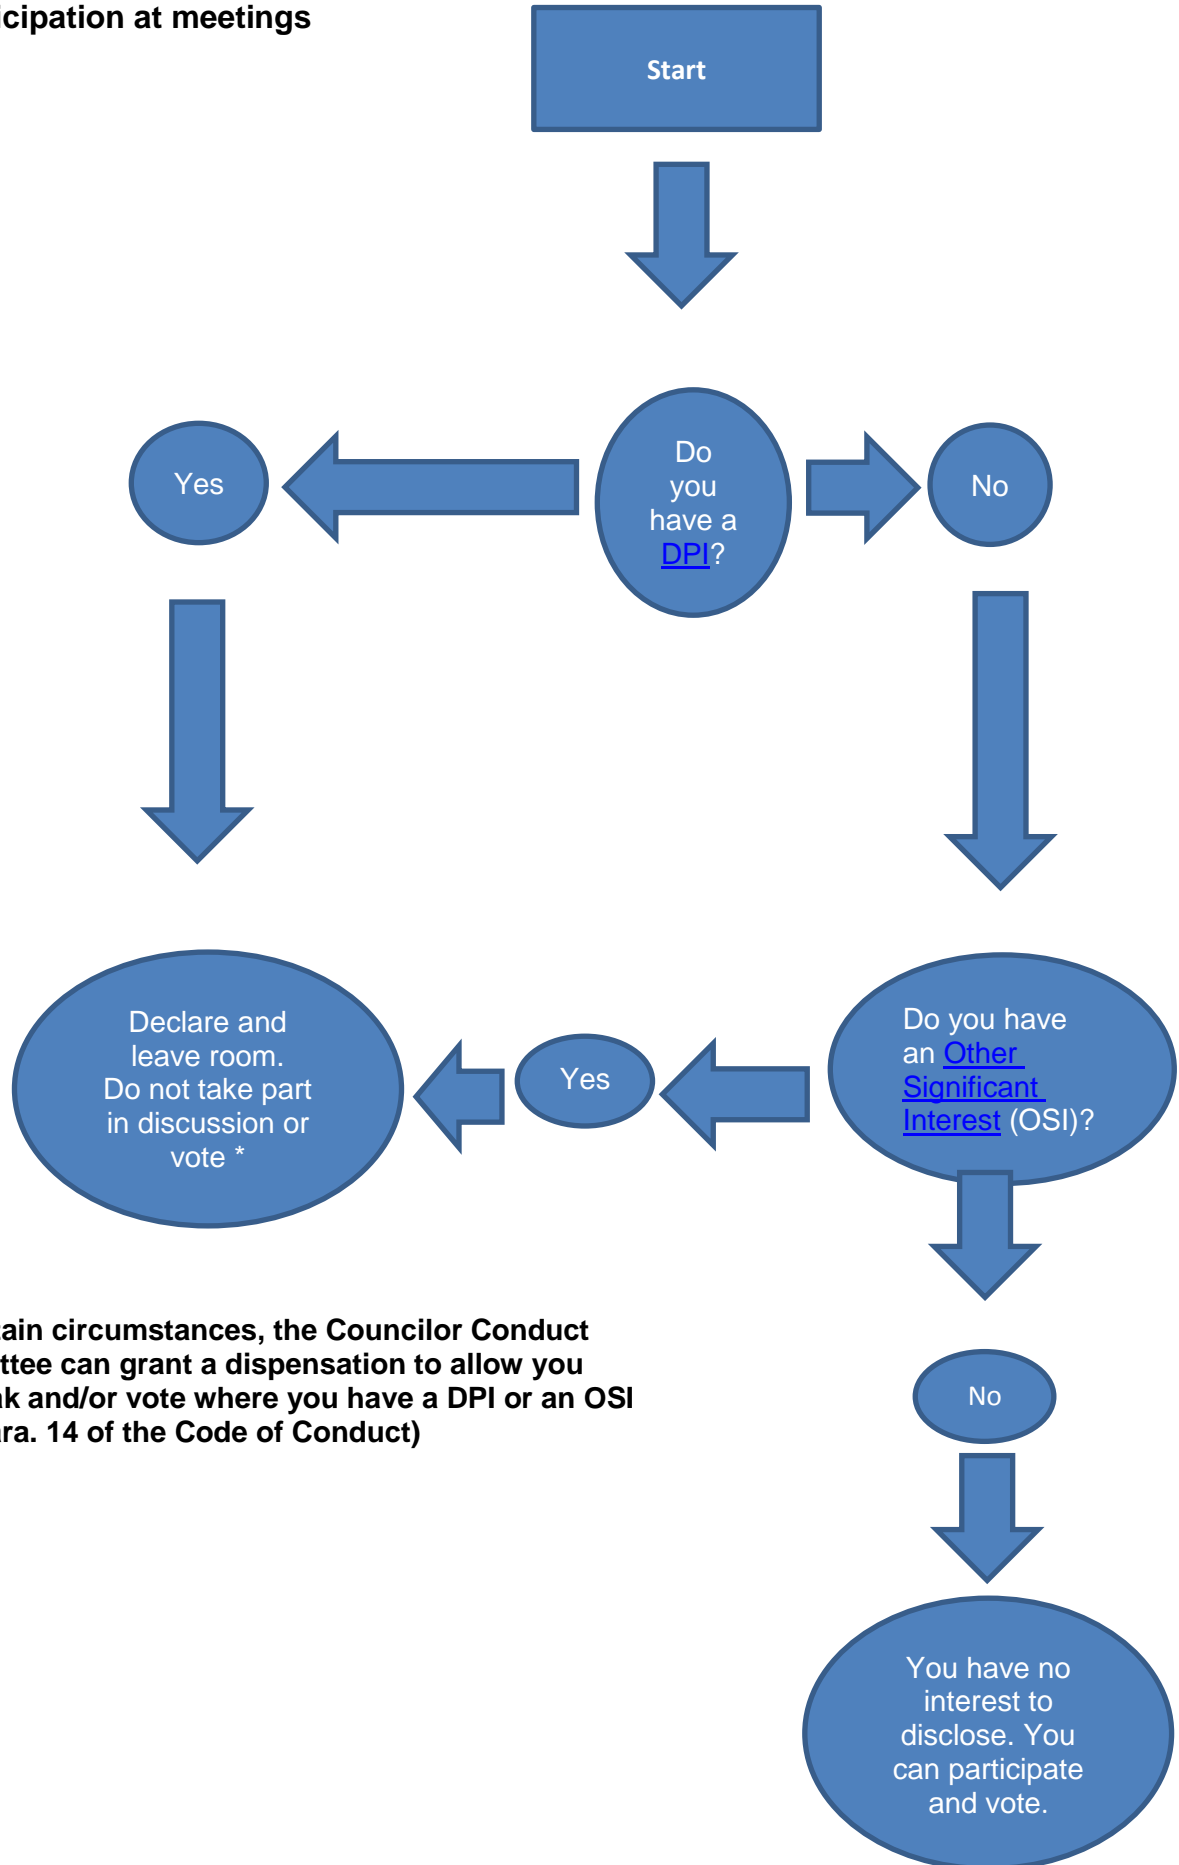 icipation at meetings
Start
Do
you
have a
DPI?
Yes
No
Declare and
leave room.
Do not take part
in discussion or
vote *
Yes
Do you have
an Other
Significant
Interest (OSI)?
tain circumstances, the Councilor Conduct
ttee can grant a dispensation to allow you
ak and/or vote where you have a DPI or an OSI
ara. 14 of the Code of Conduct)
No
You have no
interest to
disclose. You
can participate
and vote.